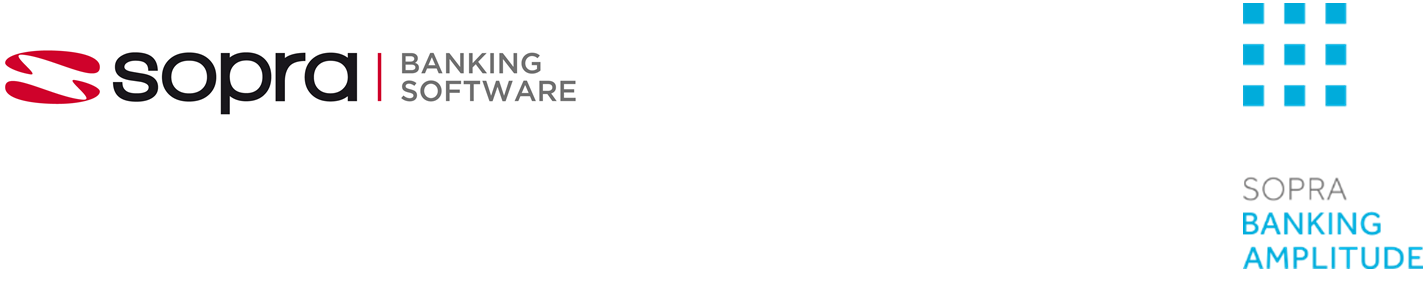 sopra
BANKING
SOFTWARE
SOPRA
BANKING
AMPLITUDE